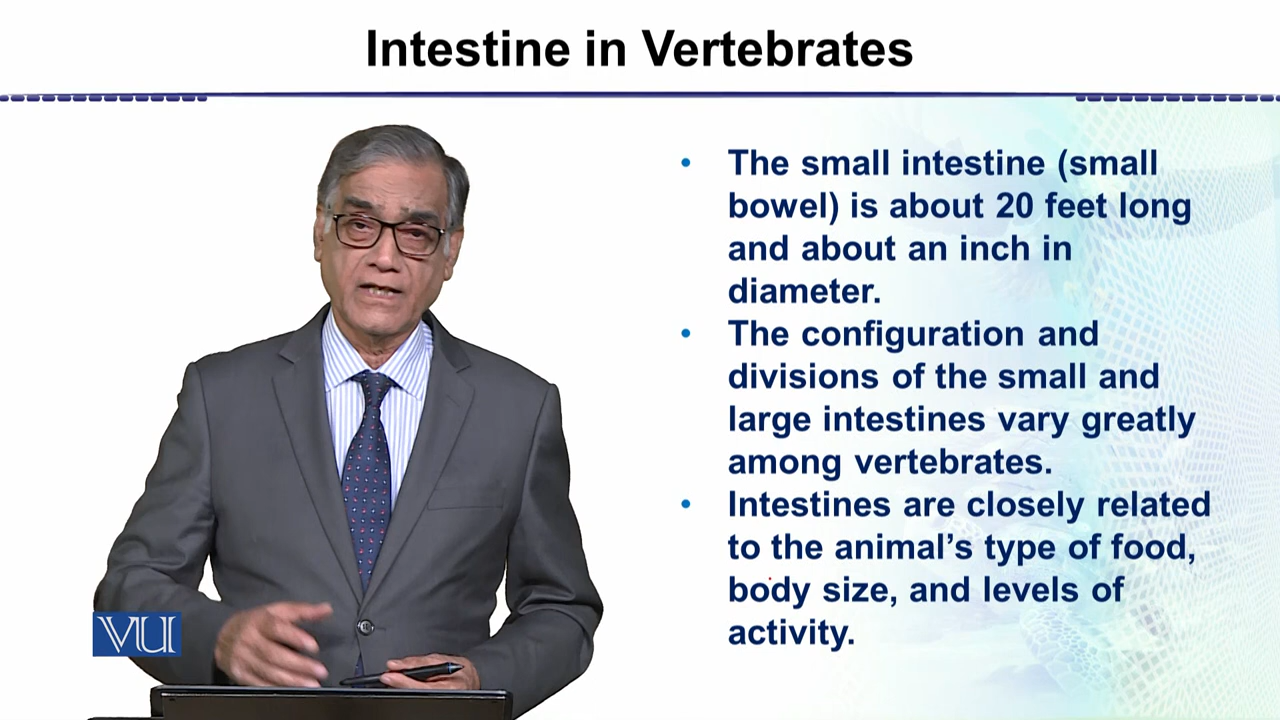 Intestine in Vertebrates
• The small intestine (small
bowel) is about 20 feet long
and about an inch in
diameter.
• The configuration and
divisions of the small and
large intestines vary greatly
among vertebrates.
• Intestines are closely related
to the animal’s type of food,
body size, and levels of
activity.
VU